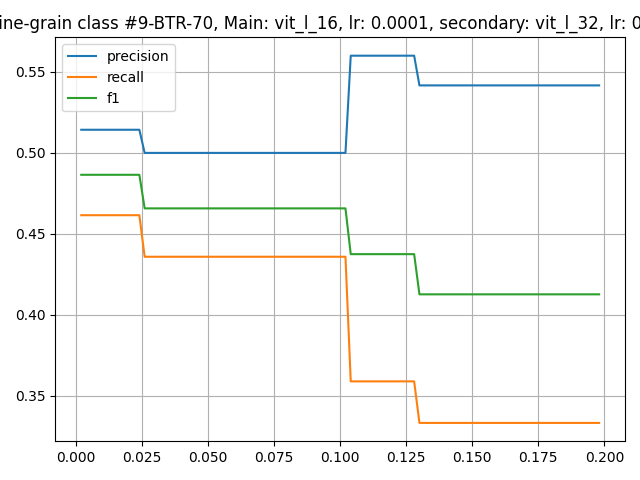 ine-grain class #9-BTR-70, Main: vit_l_16, lr: 0.0001, secondary: vit_l_32, lr: 0
precision
recall
f1
0.55
0.50
0.45
0.40
0.35
0.000 0.025 0.050 0.075 0.100 0.125 0.150 0.175 0.200